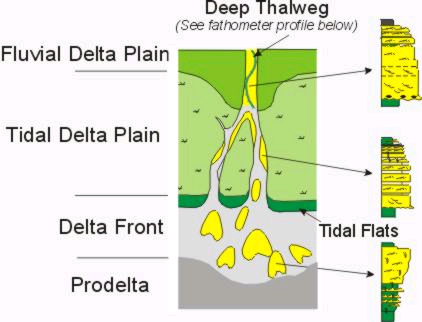 Deep Thalweg
(See fathometer profile below)
Fluvial Delta Plain
Tidal Delta Plain
Delta Front
Tidal Flats
Prodelta